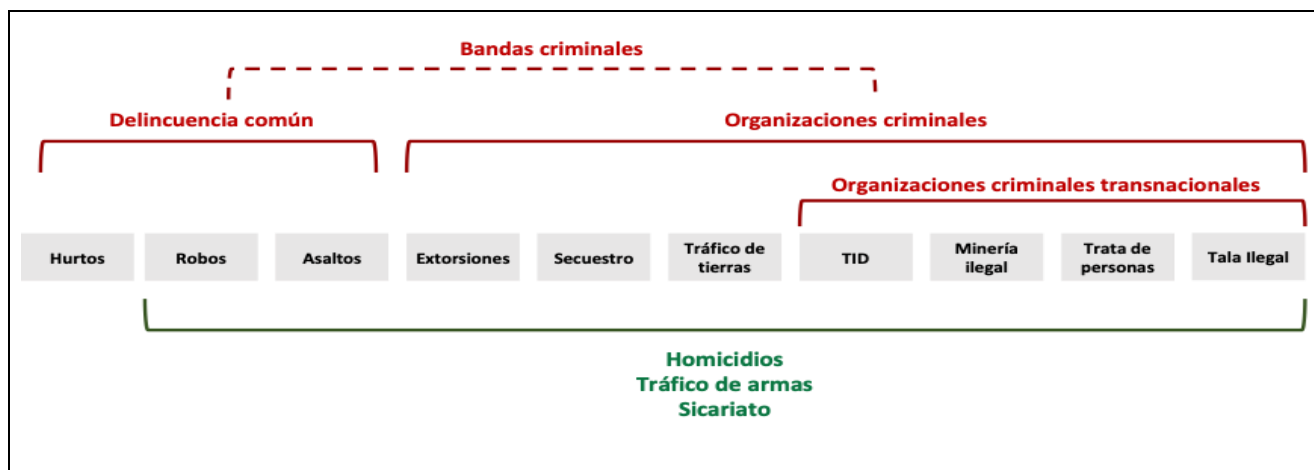 Bandas criminales
Delincuencia común
Organizaciones criminales
Organizaciones criminales transnacionales
Hurtos
Robos
Asaltos
Extorsiones
Secuestro
Tráfico de
tierras
TID
Minería
ilegal
Trata de
personas
Tala Ilegal
Homicidios
Tráfico de armas
Sicariato